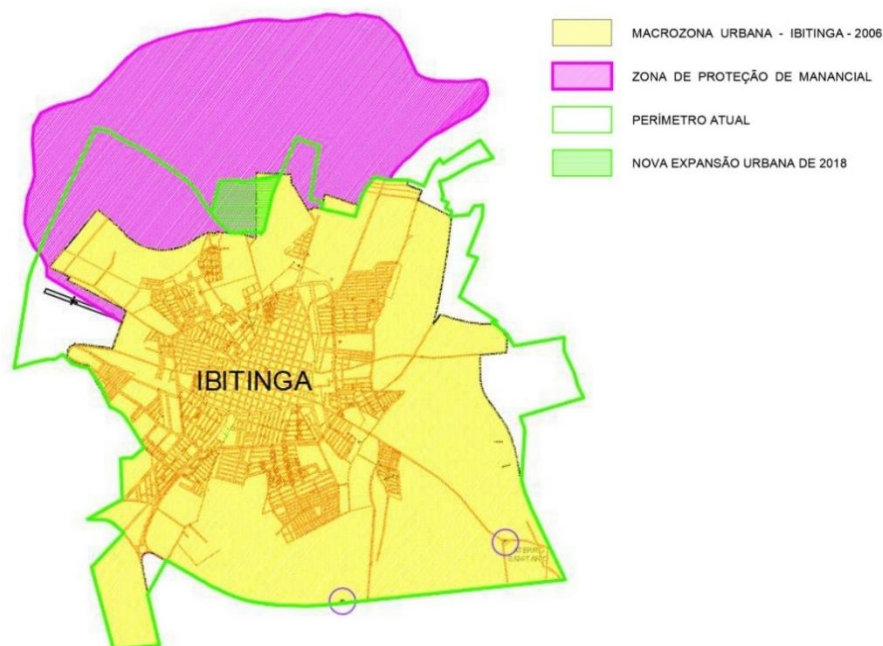 MACROZONA URBANA - IBITINGA - 2006
ZONA DE PROTEÇÃO DE MANANCIAL
PERÍMETRO ATUAL
NOVA EXPANSÃO URBANA DE 2018
IBITINGA